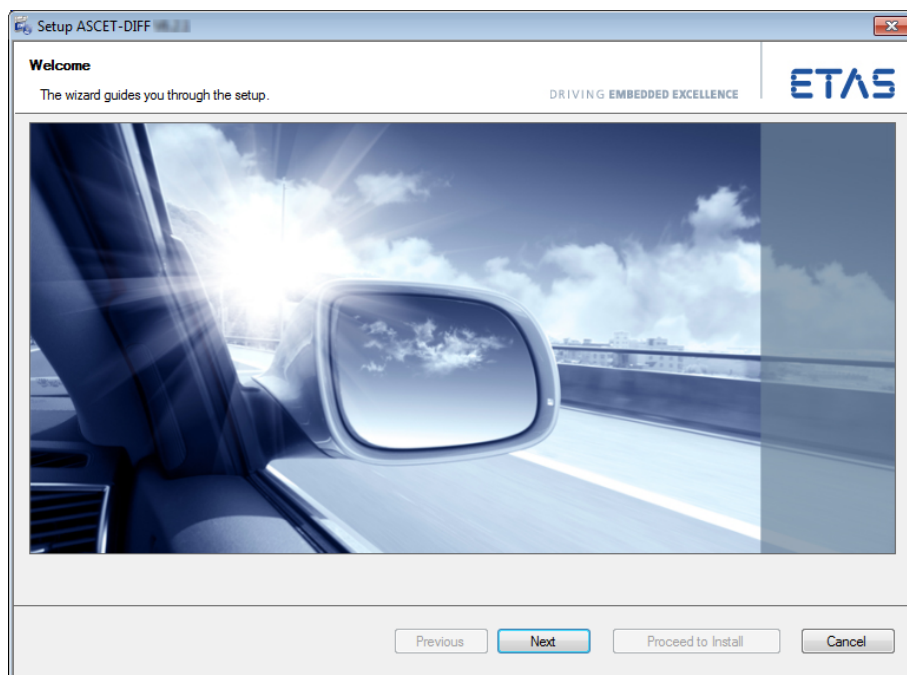 Setup ASCET-DIFF
Welcome
The wizard guides you through the setup.
DRIVING EMBEDDED EXCELLENCE
ETAS
Previous
Next
Proceed to Install
Cancel